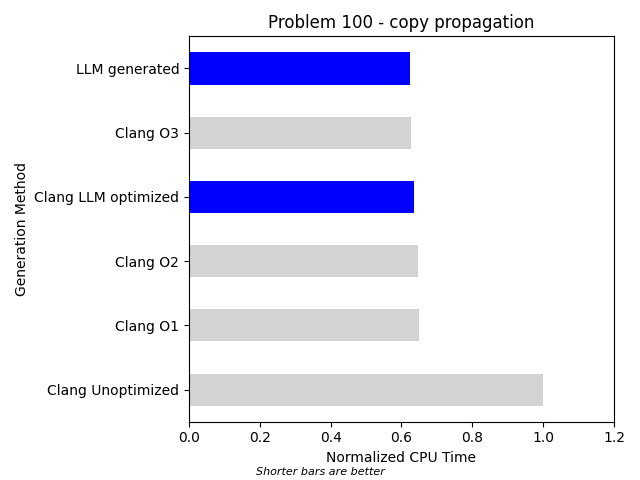 Problem 100 - copy propagation
Generation Method
LLM generated
Clang O3
Clang LLM optimized
Clang O2
Clang O1
Clang Unoptimized
0.0 0.2 0.4 0.6 0.8 1.0 1.2
Normalized CPU Time
Shorter bars are better